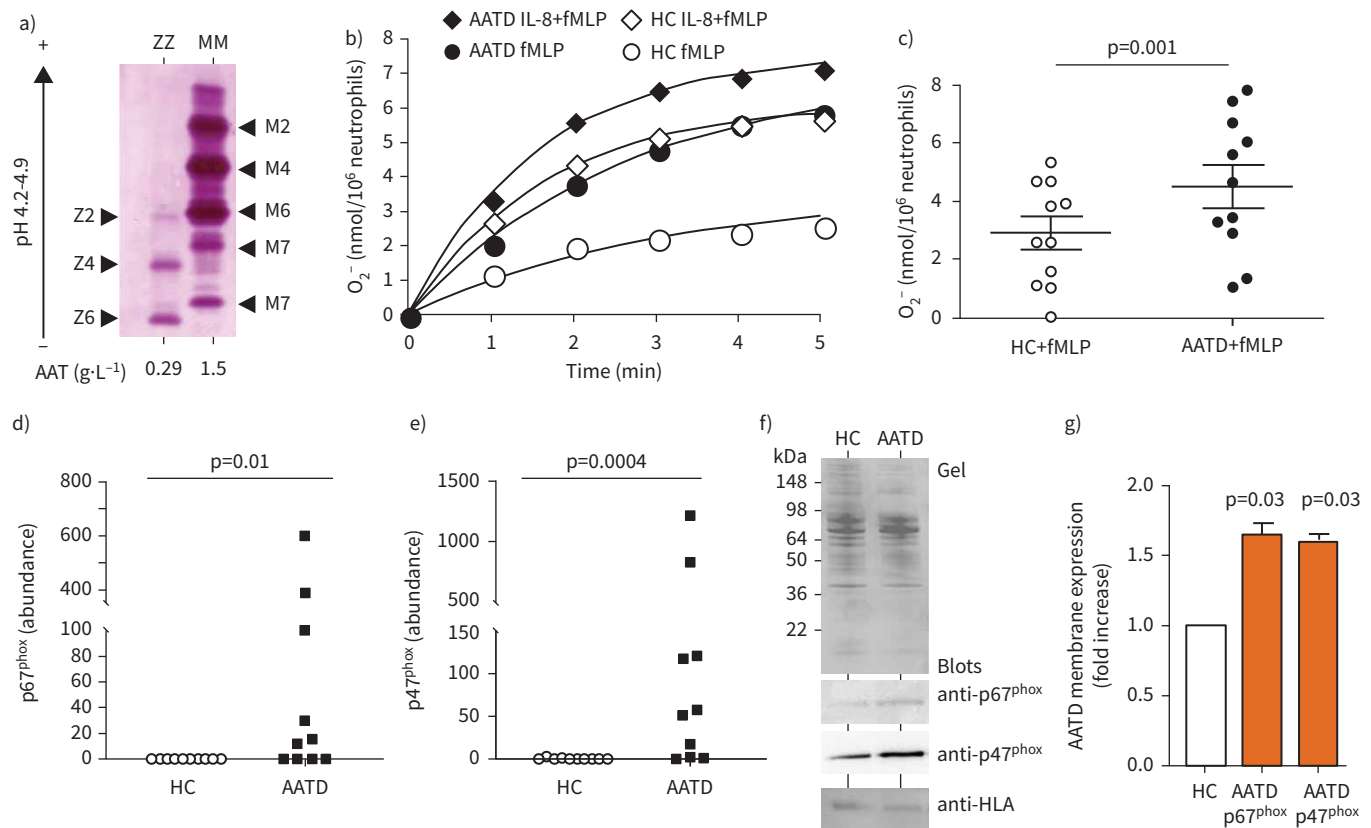 a)
+
ZZ
MM
M2
M4
Z2
M6
M7
Z4
M7
Z6
pH 4.2-4.9
–
AAT (g·L⁻¹)
0.29
1.5
b)
AATD IL-8+fMLP
HC IL-8+fMLP
AATD fMLP
HC fMLP
O₂⁻ (nmol/10⁶ neutrophils)
8
7
6
5
4
3
2
1
0
0
1
2
3
4
5
Time (min)
c)
p=0.001
O₂⁻ (nmol/10⁶ neutrophils)
8
6
4
2
0
HC+fMLP
AATD+fMLP
d)
p=0.01
p67ᵖʰᵒˣ (abundance)
800
600
400
100
80
60
40
20
0
HC
AATD
e)
p=0.0004
p47ᵖʰᵒˣ (abundance)
1500
1000
500
150
100
50
0
HC
AATD
f)
HC
AATD
kDa
Gel
148
98
64
50
36
22
Blots
anti-p67ᵖʰᵒˣ
anti-p47ᵖʰᵒˣ
anti-HLA
g)
AATD membrane expression
(fold increase)
2.0
1.5
1.0
0.5
0.0
p=0.03
p=0.03
HC
AATD
p67ᵖʰᵒˣ
AATD
p47ᵖʰᵒˣ